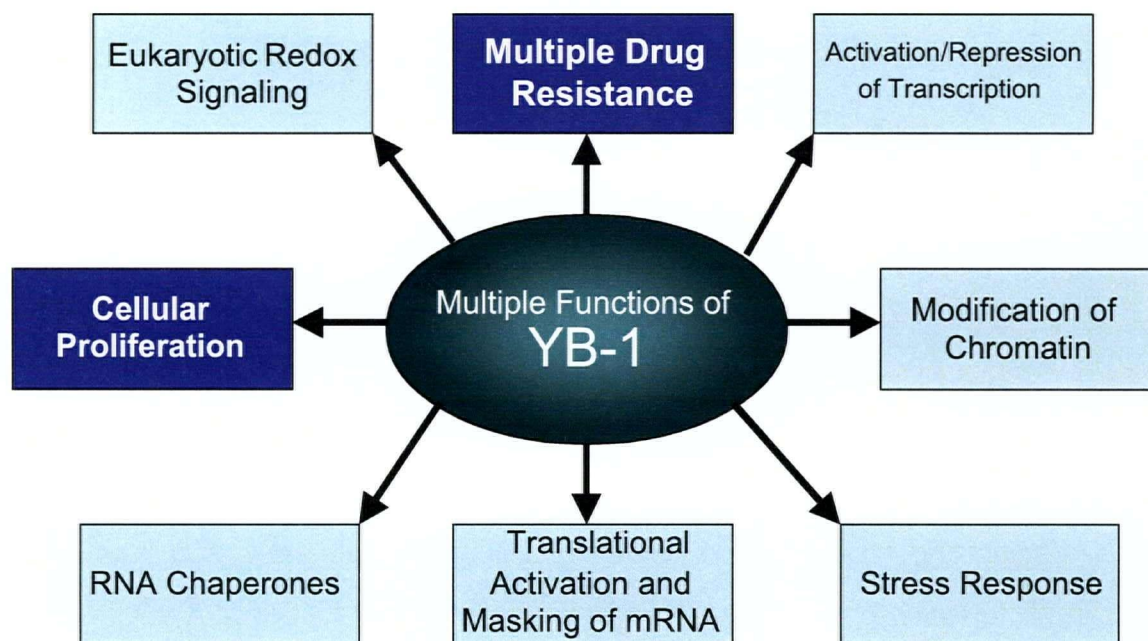 Eukaryotic Redox
Signaling
Multiple Drug
Resistance
Activation/Repression
of Transcription
Cellular
Proliferation
Multiple Functions of
YB-1
Modification of
Chromatin
RNA Chaperones
Translational
Activation and
Masking of mRNA
Stress Response